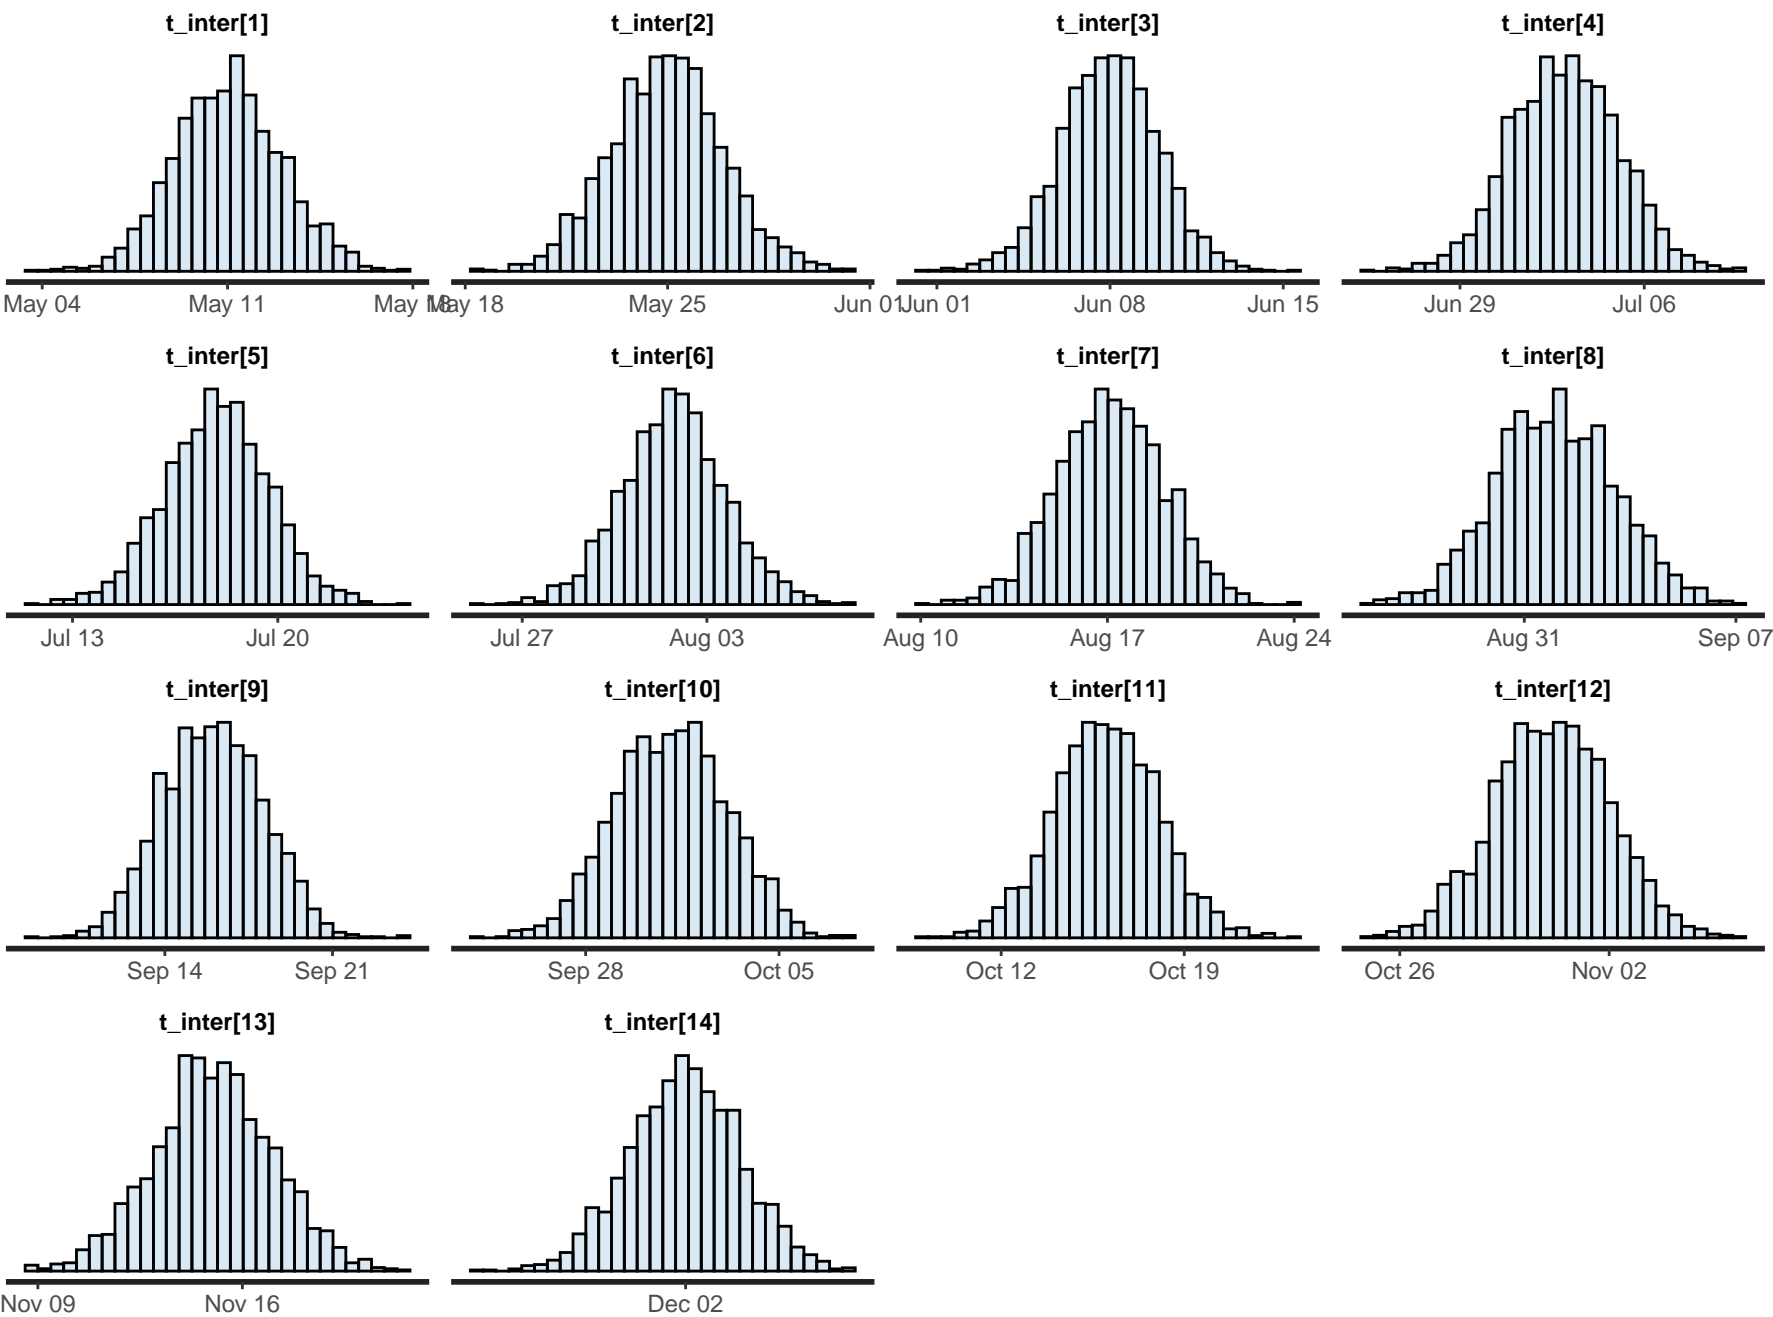 t_inter[1] t_inter[2] t_inter[3] t_inter[4]
May 04 May 11 May 18 May 18 May 25 Jun 01 Jun 01 Jun 08 Jun 15 Jun 29 Jul 06
t_inter[5] t_inter[6] t_inter[7] t_inter[8]
Jul 13 Jul 20 Jul 27 Aug 03 Aug 10 Aug 17 Aug 24 Aug 31 Sep 07
t_inter[9] t_inter[10] t_inter[11] t_inter[12]
Sep 14 Sep 21 Sep 28 Oct 05 Oct 12 Oct 19 Oct 26 Nov 02
t_inter[13] t_inter[14]
Nov 09 Nov 16 Dec 02